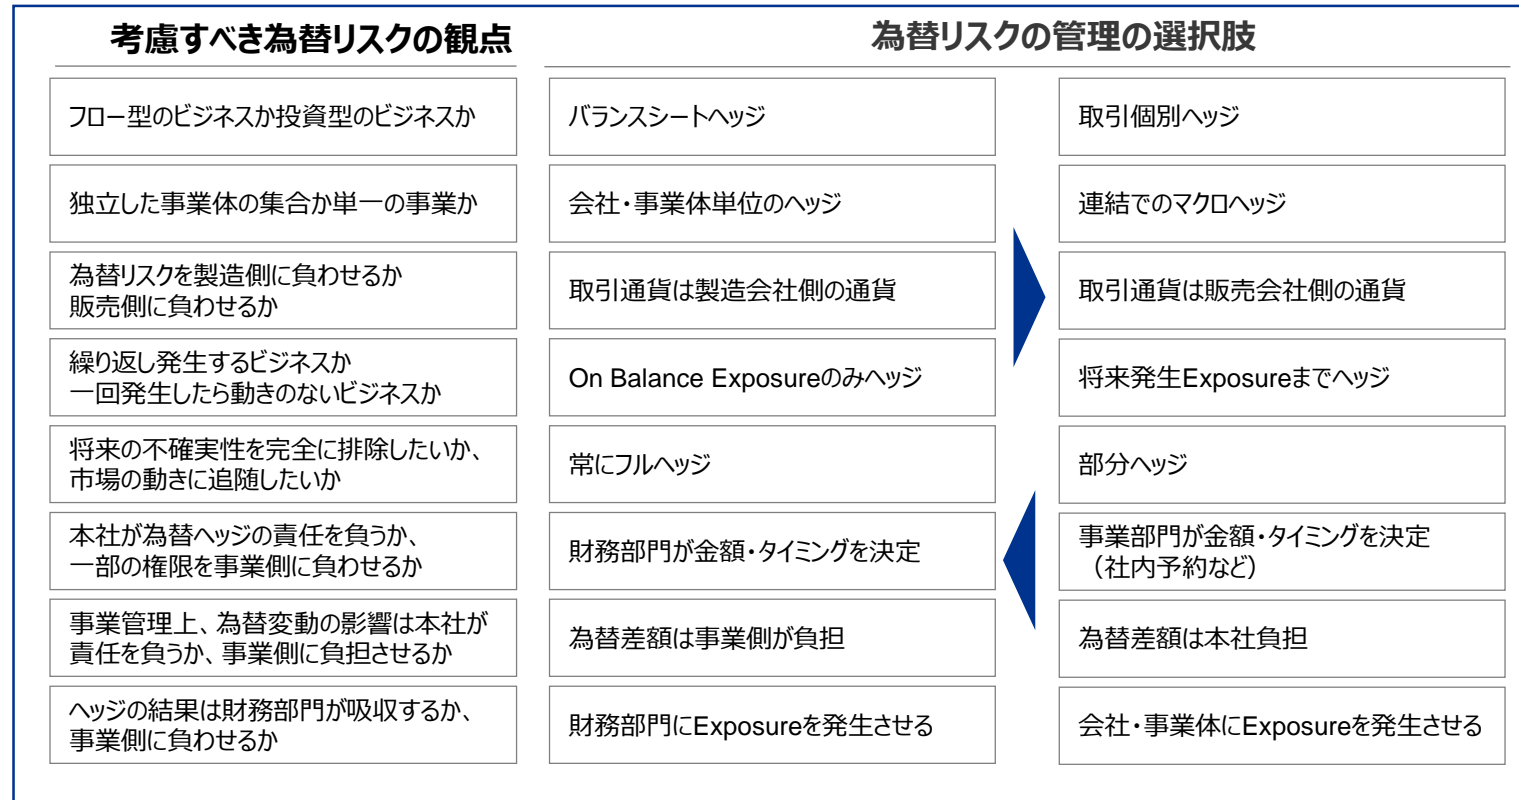 考慮すべき為替リスクの観点
為替リスクの管理の選択肢
フロー型のビジネスか投資型のビジネスか
バランスシートヘッジ
取引個別ヘッジ
独立した事業体の集合か単一の事業か
会社・事業体単位のヘッジ
連結でのマクロヘッジ
為替リスクを製造側に負わせるか
販売側に負わせるか
取引通貨は製造会社側の通貨
取引通貨は販売会社側の通貨
繰り返し発生するビジネスか
一回発生したら動きのないビジネスか
On Balance Exposureのみヘッジ
将来発生Exposureまでヘッジ
将来の不確実性を完全に排除したいか、
市場の動きに追随したいか
常にフルヘッジ
部分ヘッジ
本社が為替ヘッジの責任を負うか、
一部の権限を事業側に負わせるか
財務部門が金額・タイミングを決定
事業部門が金額・タイミングを決定
（社内予約など）
事業管理上、為替変動の影響は本社が
責任を負うか、事業側に負担させるか
為替差額は事業側が負担
為替差額は本社負担
ヘッジの結果は財務部門が吸収するか、
事業側に負わせるか
財務部門にExposureを発生させる
会社・事業体にExposureを発生させる